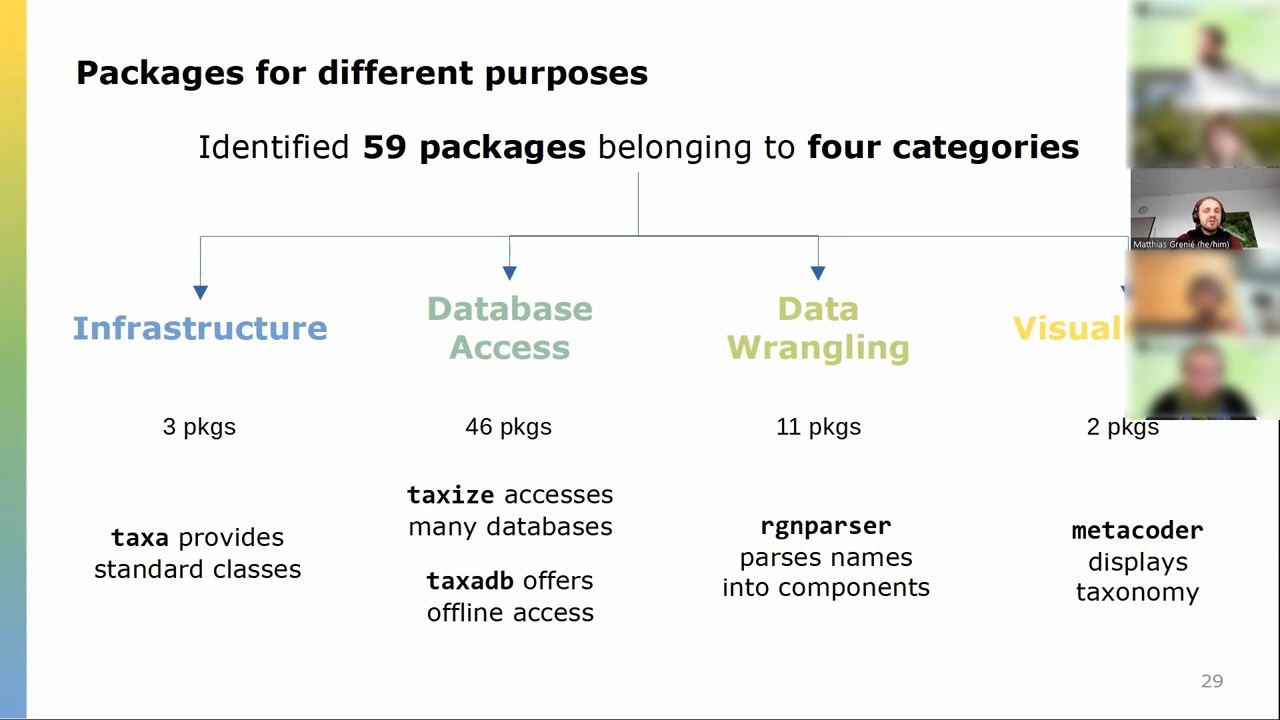 Packages for different purposes
Identified 59 packages belonging to four categories
Matthias Grenié (he/him)
Infrastructure
Database
Access
Data
Wrangling
3 pkgs
46 pkgs
11 pkgs
2 pkgs
taxa provides
standard classes
taxize accesses
many databases
taxadb offers
offline access
rgnparser
parses names
into components
metacoder
displays
taxonomy
29